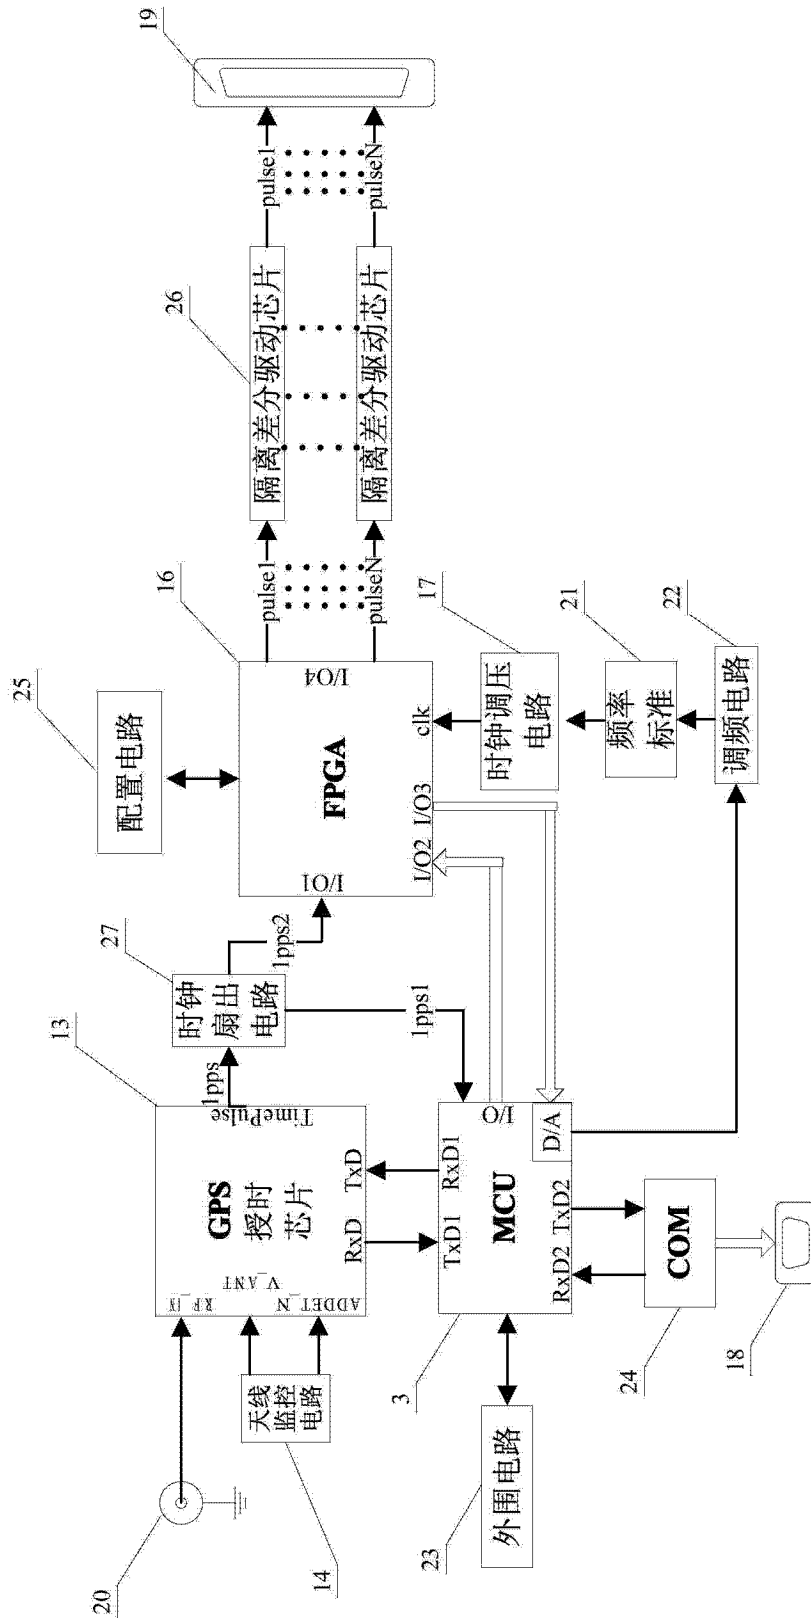 20
RF_IN
V_ANT
ADDET_N
14
天线
监控
电路
13
GPS
授时
芯片
TimePulse
RxD
TxD
1pps
27
时钟
扇出
电路
1pps2
1pps1
25
配置电路
16
FPGA
I/O1
I/O2
I/O3
clk
I/O4
pulse1
pulseN
26
隔离差分驱动芯片
隔离差分驱动芯片
pulse1
pulseN
19
23
外围电路
3
MCU
TxD1
RxD1
I/O
D/A
RxD2
TxD2
24
COM
18
17
时钟调压
电路
21
频率
标准
22
调频电路